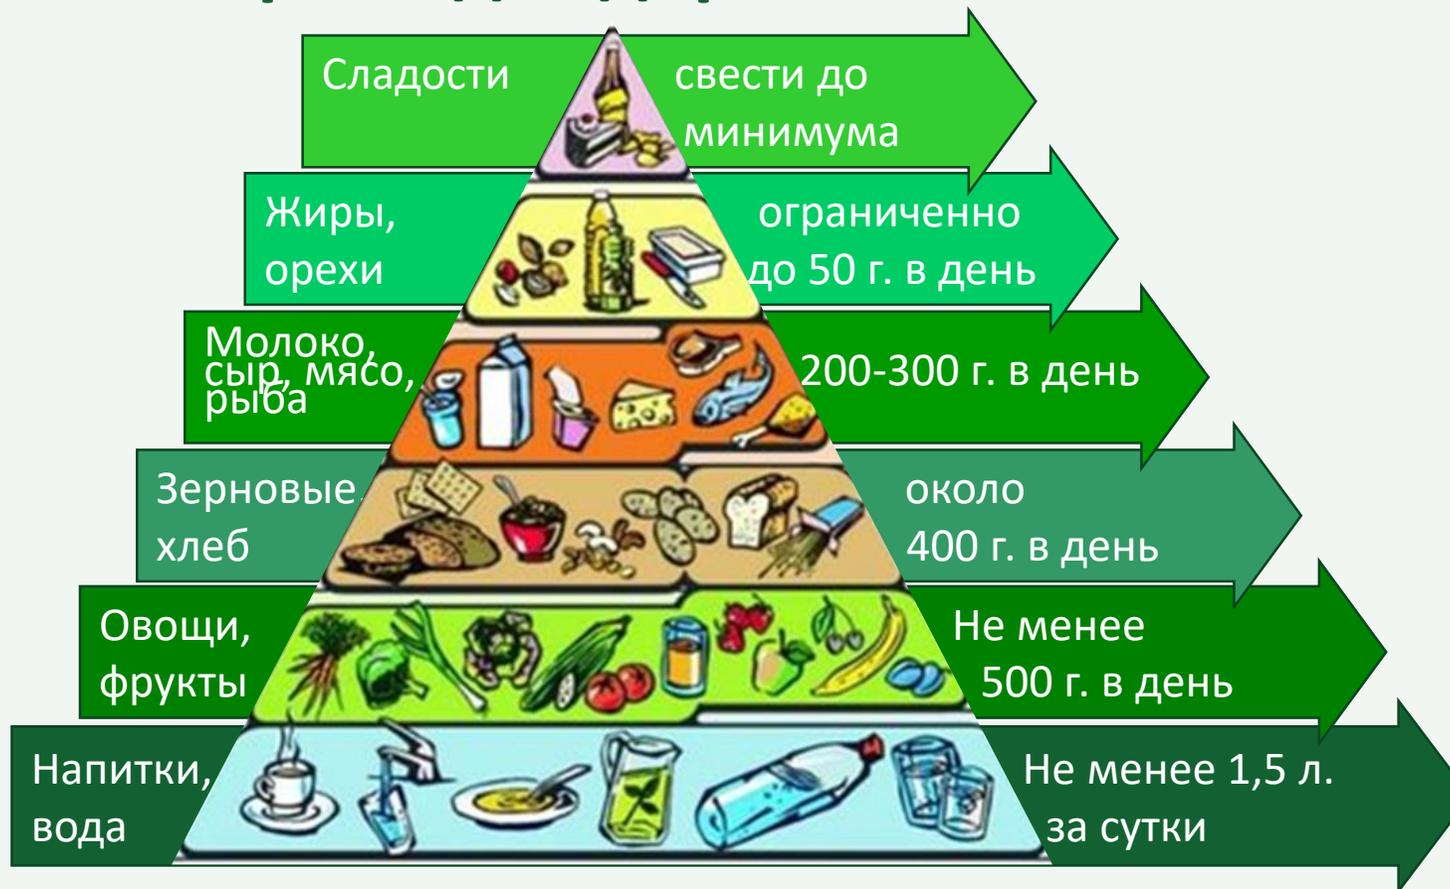 Сладости
свести до
минимума
Жиры,
орехи
ограниченно
до 50 г. в день
Молоко,
сыр, мясо,
рыба
200-300 г. в день
Зерновые,
хлеб
около
400 г. в день
Овощи,
фрукты
Не менее
500 г. в день
Напитки,
вода
Не менее 1,5 л.
за сутки